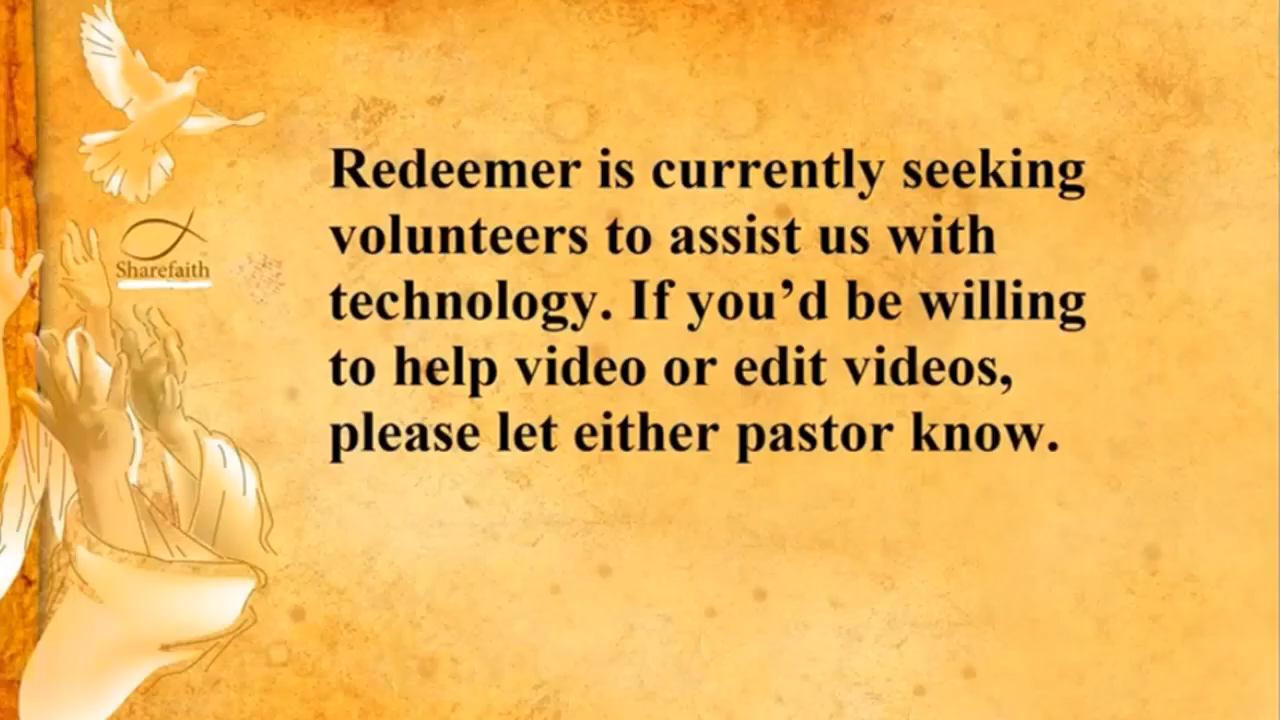 Sharefaith
Redeemer is currently seeking
volunteers to assist us with
technology. If you’d be willing
to help video or edit videos,
please let either pastor know.